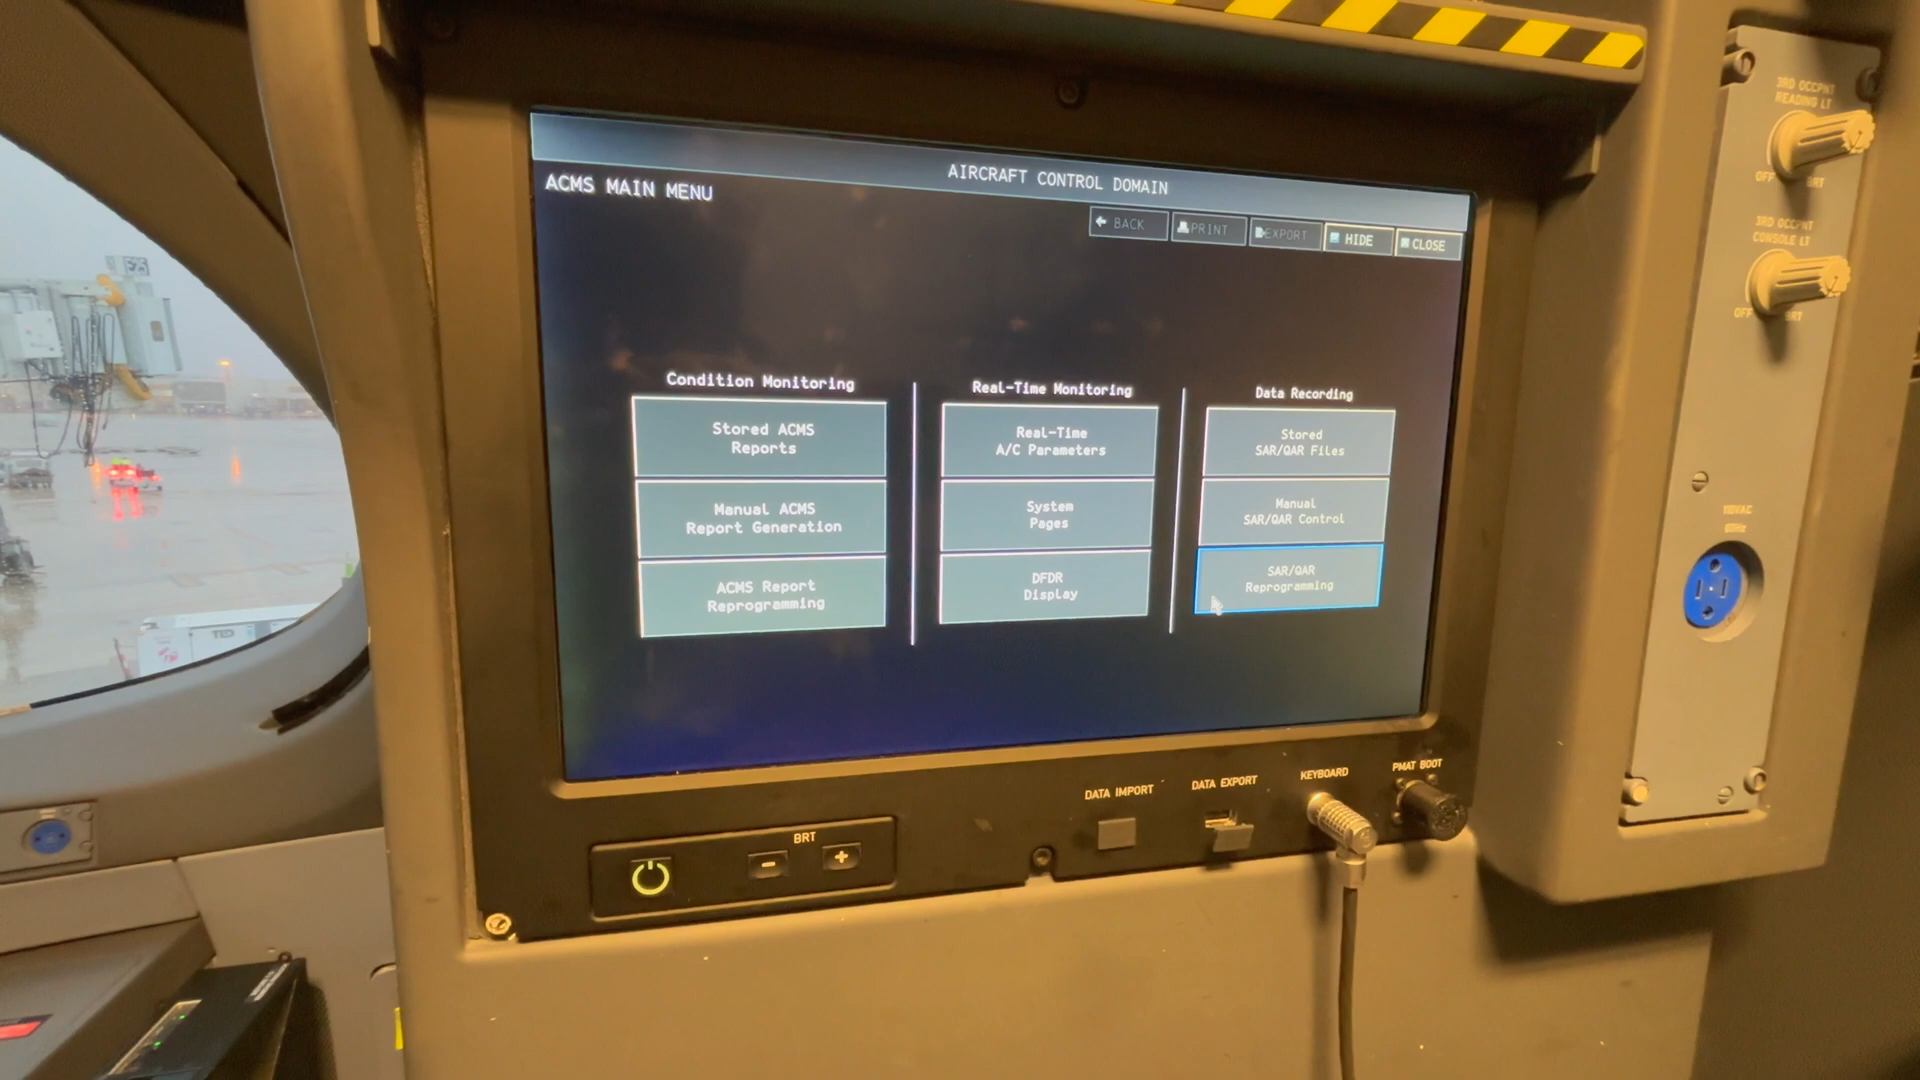 AIRCRAFT CONTROL DOMAIN
ACMS MAIN MENU
BACK
PRINT
EXPORT
HIDE
CLOSE
Condition Monitoring
Stored ACMS
Reports
Manual ACMS
Report Generation
ACMS Report
Reprogramming
Real-Time Monitoring
Real-Time
A/C Parameters
System
Pages
DFDR
Display
Data Recording
Stored
SAR/QAR Files
Manual
SAR/QAR Control
SAR/QAR
Reprogramming
BRT
-
+
DATA IMPORT
DATA EXPORT
KEYBOARD
PMAT BOOT
3RD OCCPNT
READING LT
OFF
BRT
3RD OCCPNT
CONSOLE LT
OFF
BRT
110VAC
60Hz